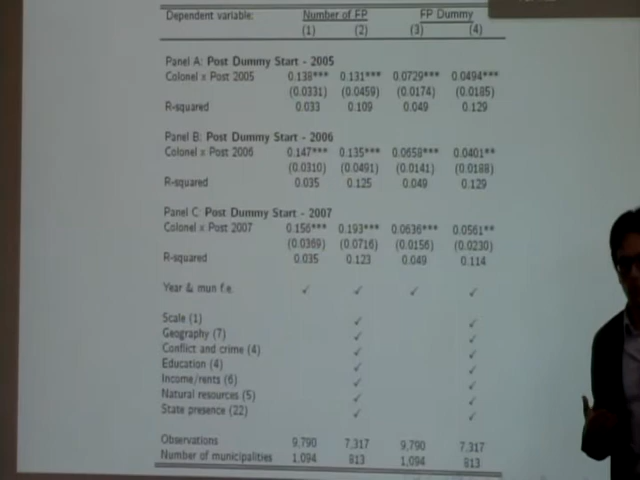 Dependent variable: Number of FP FP Dummy
(1) (2) (3) (4)
Panel A: Post Dummy Start - 2005
Colonel x Post 2005 0.138*** 0.131*** 0.0729*** 0.0494***
(0.0331) (0.0459) (0.0174) (0.0185)
R-squared 0.033 0.109 0.049 0.129
Panel B: Post Dummy Start - 2006
Colonel x Post 2006 0.147*** 0.135*** 0.0658*** 0.0401**
(0.0310) (0.0491) (0.0141) (0.0188)
R-squared 0.035 0.125 0.049 0.129
Panel C: Post Dummy Start - 2007
Colonel x Post 2007 0.156*** 0.193*** 0.0636*** 0.0561**
(0.0369) (0.0716) (0.0156) (0.0230)
R-squared 0.035 0.123 0.049 0.114
Year & mun f.e. ✓ ✓ ✓ ✓
Scale (1) ✓ ✓
Geography (7) ✓ ✓
Conflict and crime (4) ✓ ✓
Education (4) ✓ ✓
Income/rents (6) ✓ ✓
Natural resources (5) ✓ ✓
State presence (22) ✓ ✓
Observations 9,790 7,317 9,790 7,317
Number of municipalities 1,094 813 1,094 813